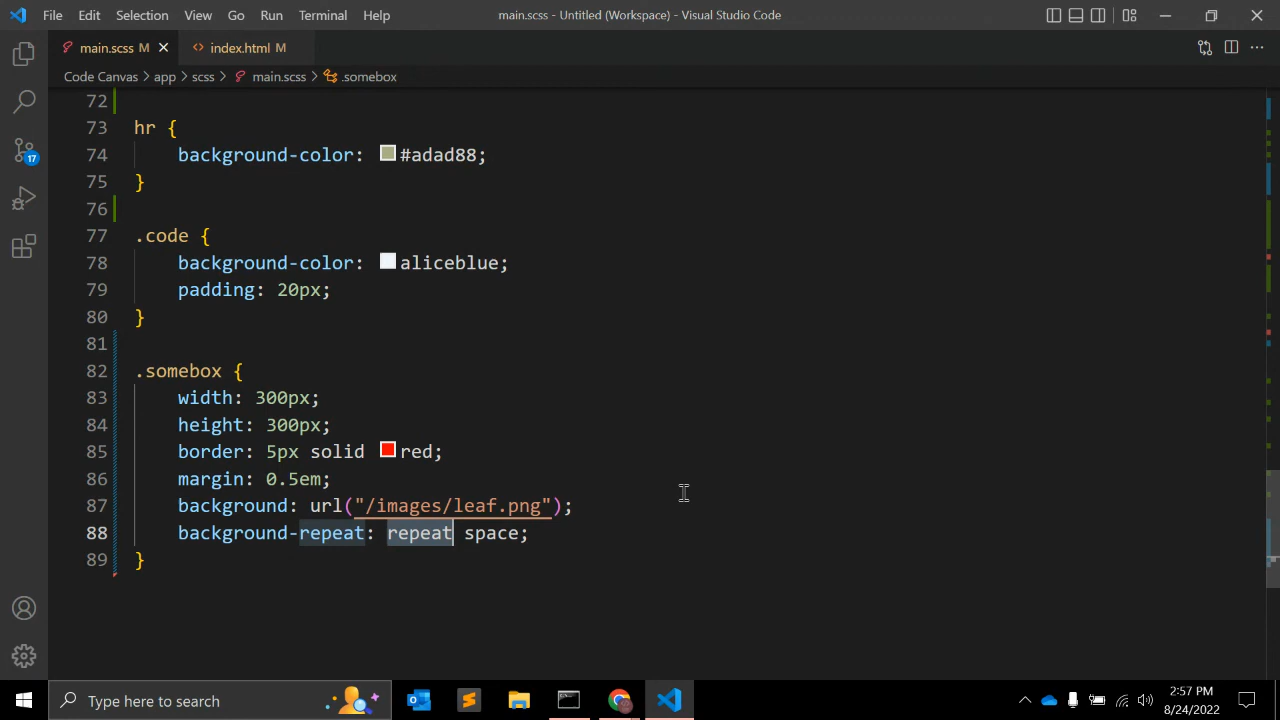 File Edit Selection View Go Run Terminal Help main.scss - Untitled (Workspace) - Visual Studio Code
main.scss M index.html M
Code Canvas > app > scss > main.scss > .somebox
72
73 hr {
74 background-color: #adad88;
75 }
76
77 .code {
78 background-color: aliceblue;
79 padding: 20px;
80 }
81
82 .somebox {
83 width: 300px;
84 height: 300px;
85 border: 5px solid red;
86 margin: 0.5em;
87 background: url("/images/leaf.png");
88 background-repeat: repeat space;
89 }
17
Type here to search
2:57 PM
8/24/2022